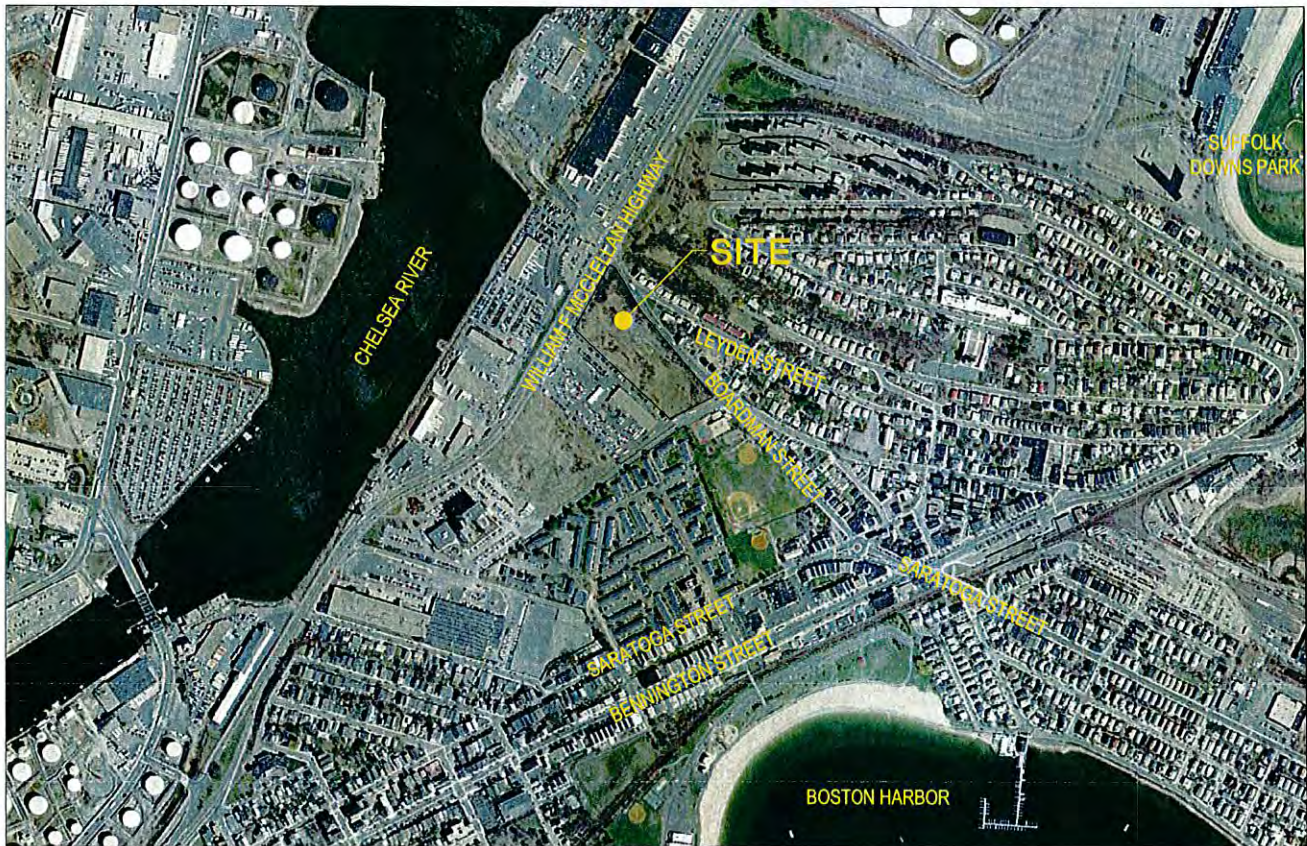 SUFFOLK
DOWNS PARK
WILLIAM F MCCLELLAN HIGHWAY
SITE
CHELSEA RIVER
LEYDEN STREET
BOARDMAN STREET
SARATOGA STREET
SARATOGA STREET
BENNINGTON STREET
BOSTON HARBOR